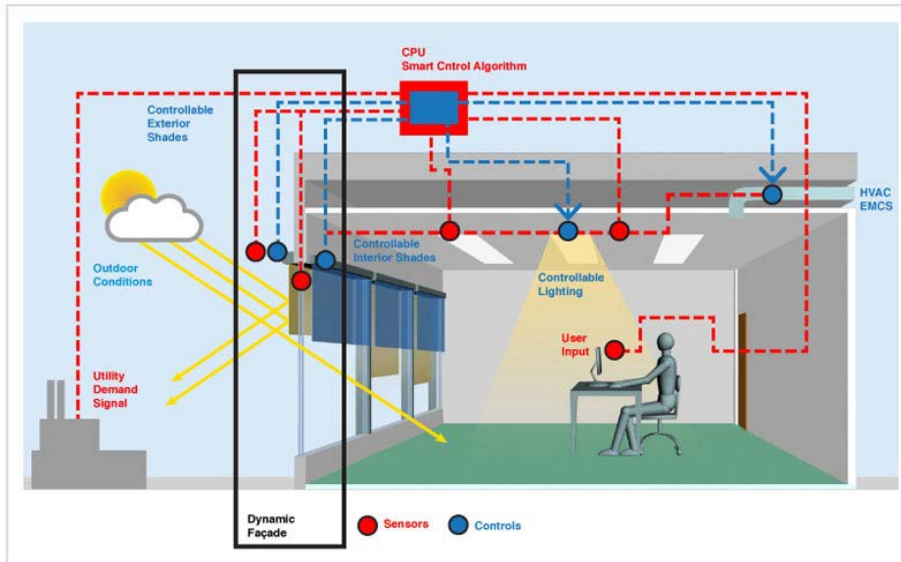 CPU
Smart Cntrol Algorithm
Controllable
Exterior
Shades
HVAC
EMCS
Controllable
Interior Shades
Outdoor
Conditions
Controllable
Lighting
User
Input
Utility
Demand
Signal
Dynamic
Façade
Sensors
Controls